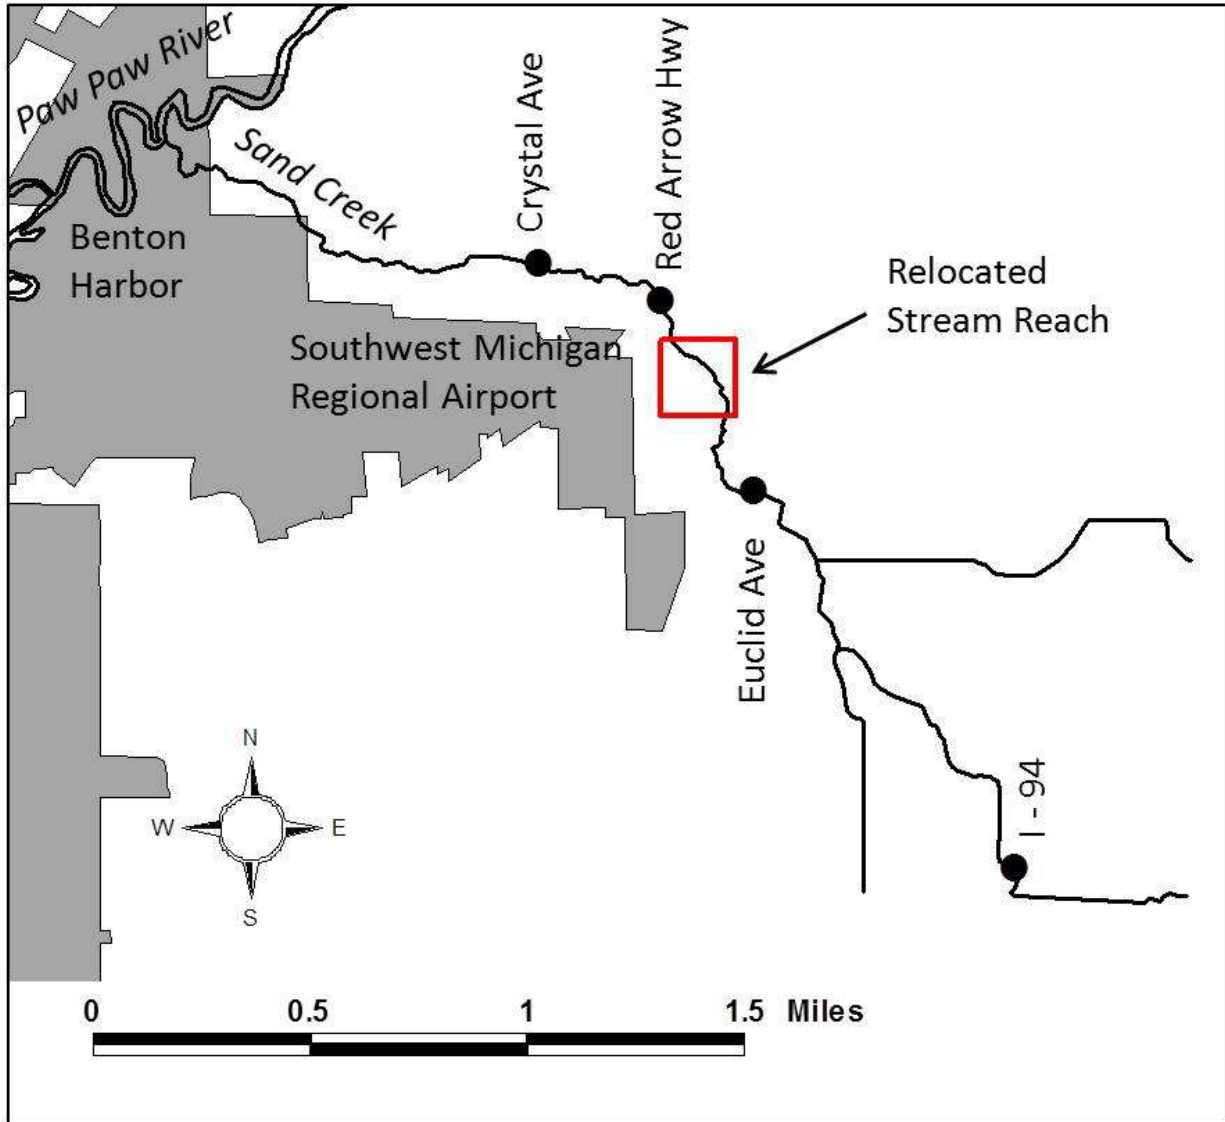 Paw Paw River
Sand Creek
Crystal Ave
Red Arrow Hwy
Benton
Harbor
Relocated
Stream Reach
Southwest Michigan
Regional Airport
Euclid Ave
I - 94
N
W E
S
0 0.5 1 1.5 Miles